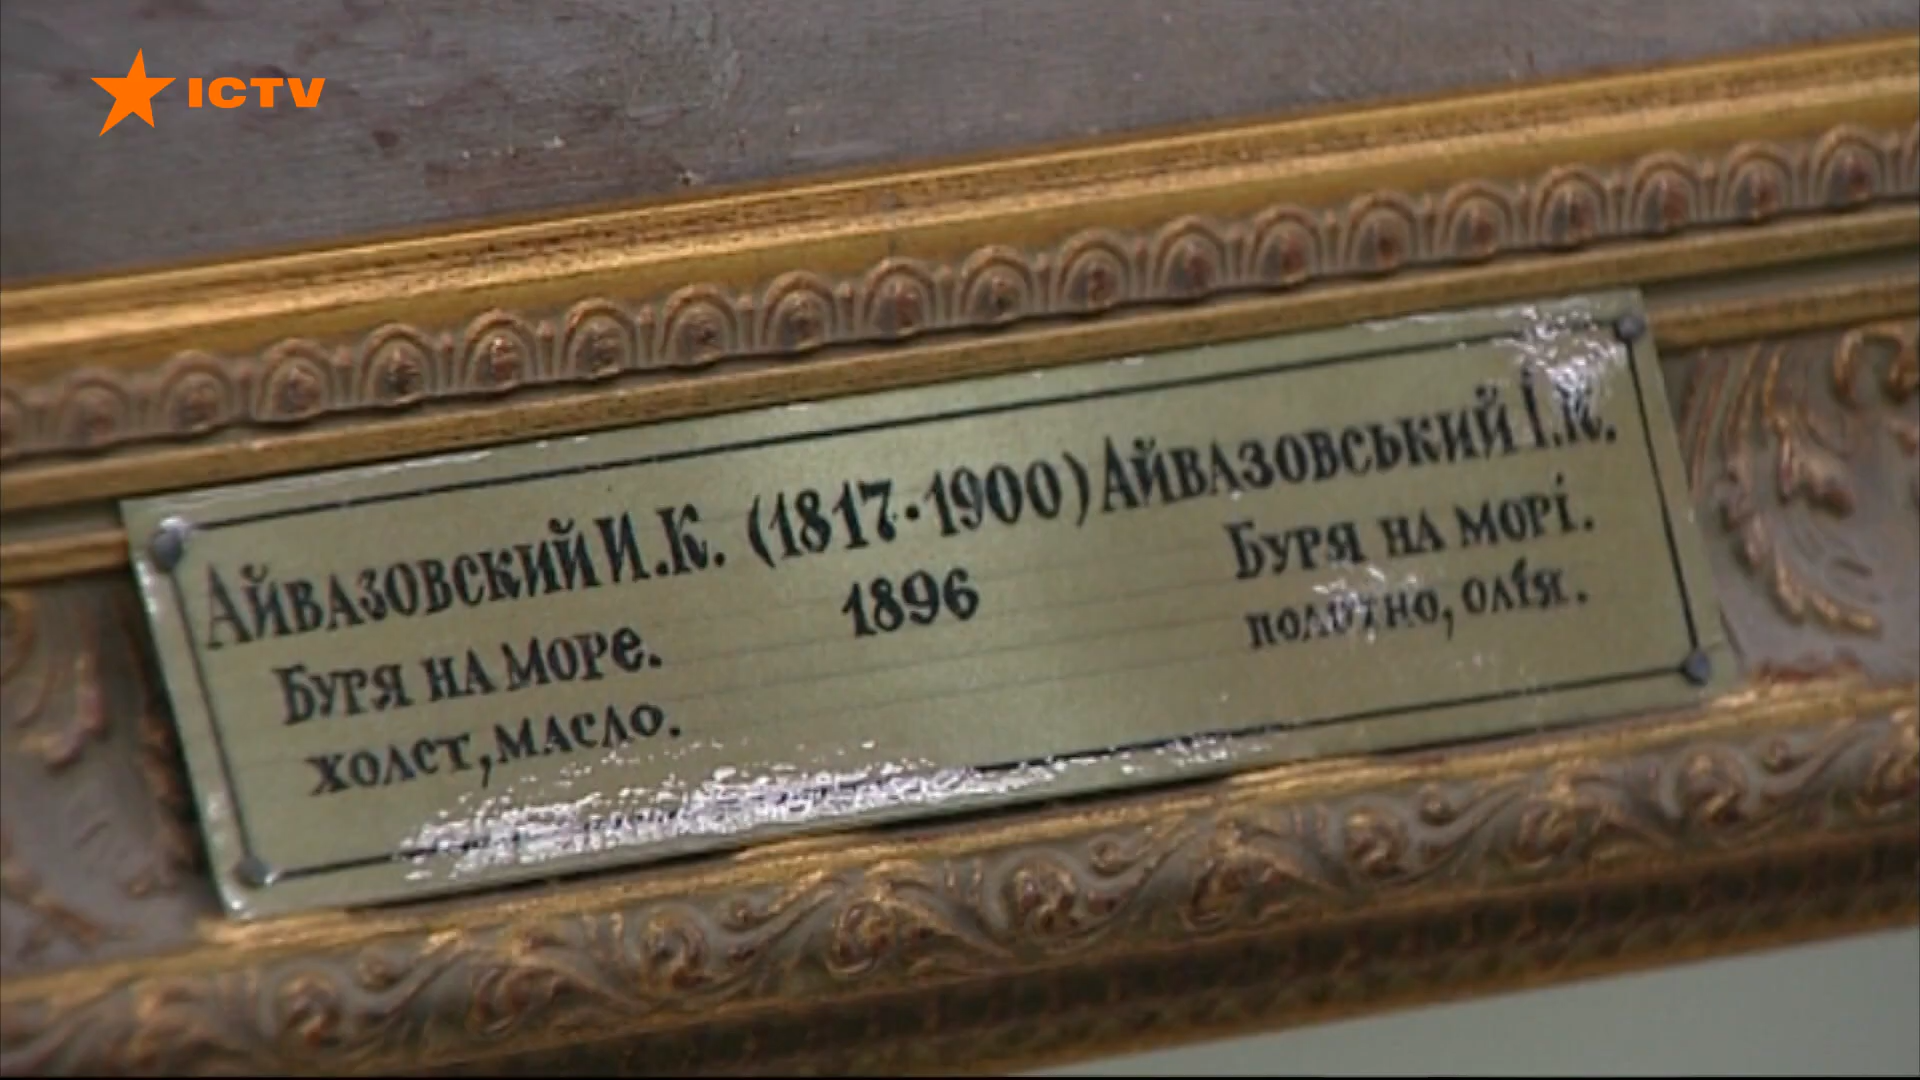 ICTV
Айвазовский И.К. (1817-1900) Айвазовський І.К.
Буря на море. 1896 Буря на морі.
холст, масло. полотно, олія.